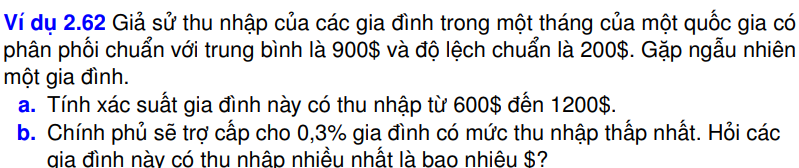 Ví dụ 2.62 Giả sử thu nhập của các gia đình trong một tháng của một quốc gia có
phân phối chuẩn với trung bình là 900$ và độ lệch chuẩn là 200$. Gặp ngẫu nhiên
một gia đình.
a. Tính xác suất gia đình này có thu nhập từ 600$ đến 1200$.
b. Chính phủ sẽ trợ cấp cho 0,3% gia đình có mức thu nhập thấp nhất. Hỏi các
gia đình này có thu nhập nhiều nhất là bao nhiêu $?